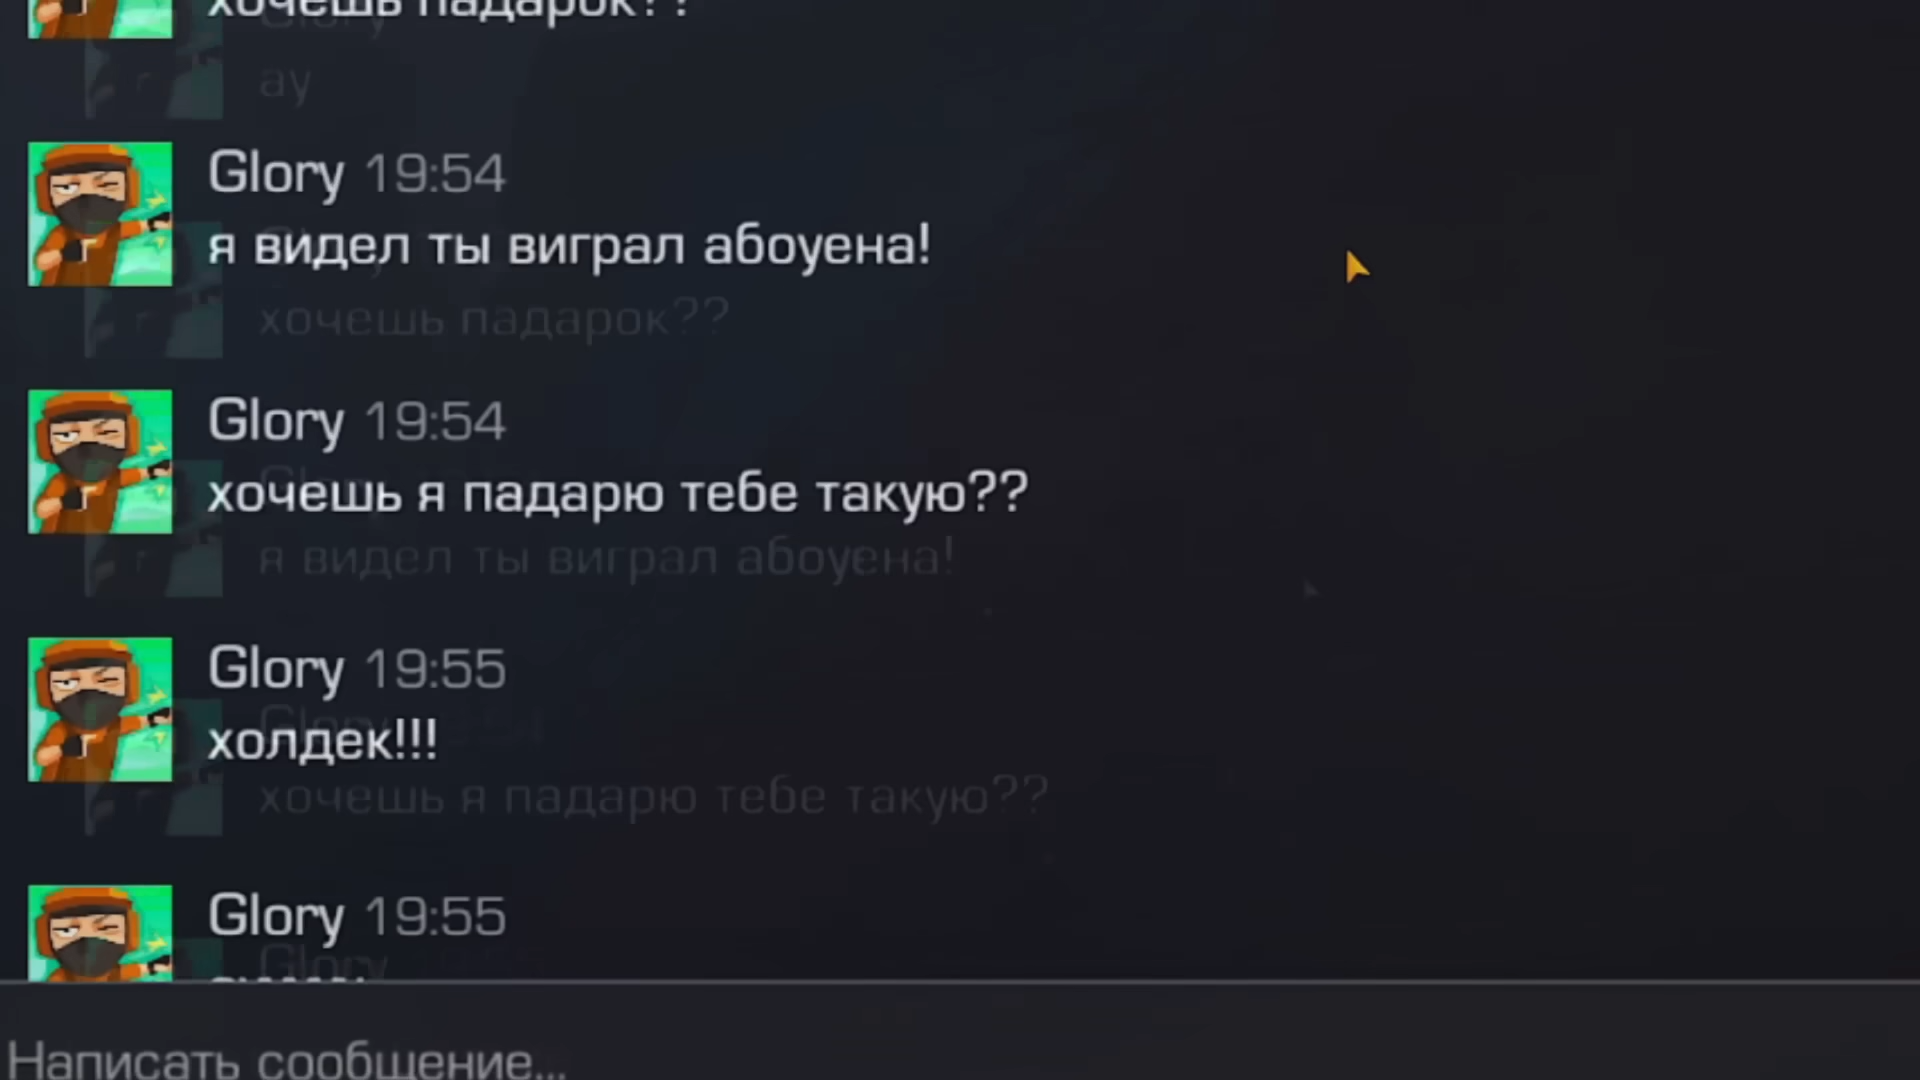 хочешь падарок??
ау
Glory 19:54
я видел ты виграл абоуена!
хочешь падарок??
Glory 19:54
хочешь я падарю тебе такую??
я видел ты виграл абоуена!
Glory 19:55
холдек!!!
хочешь я падарю тебе такую??
Glory 19:55
Glory
Написать сообщение...